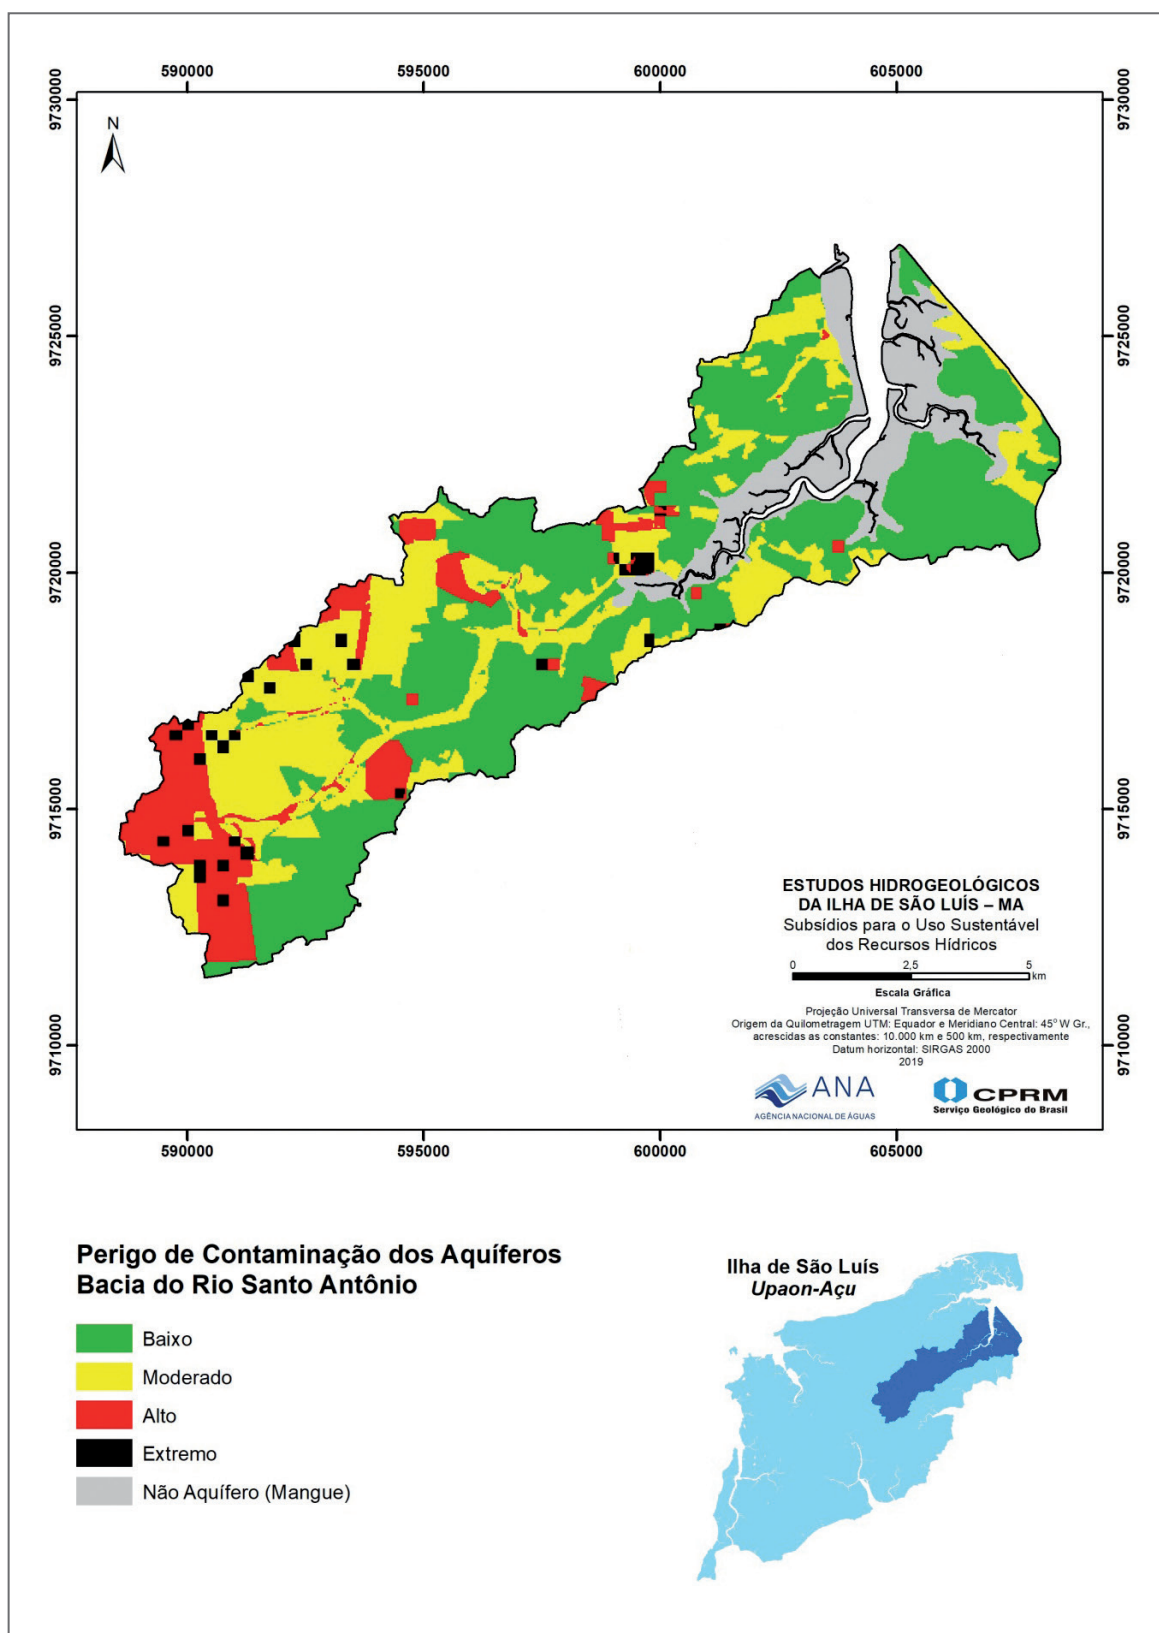 590000
595000
600000
605000
9730000
9730000
N
9725000
9725000
9720000
9720000
9715000
9715000
9710000
9710000
ESTUDOS HIDROGEOLÓGICOS
DA ILHA DE SÃO LUÍS – MA
Subsídios para o Uso Sustentável
dos Recursos Hídricos
0 2,5 5
km
Escala Gráfica
Projeção Universal Transversa de Mercator
Origem da Quilometragem UTM: Equador e Meridiano Central: 45° W Gr.,
acrescidas as constantes: 10.000 km e 500 km, respectivamente
Datum horizontal: SIRGAS 2000
2019
ANA
AGÊNCIA NACIONAL DE ÁGUAS
CPRM
Serviço Geológico do Brasil
590000
595000
600000
605000
Perigo de Contaminação dos Aquíferos
Bacia do Rio Santo Antônio
Baixo
Moderado
Alto
Extremo
Não Aquífero (Mangue)
Ilha de São Luís
Upaon-Açu